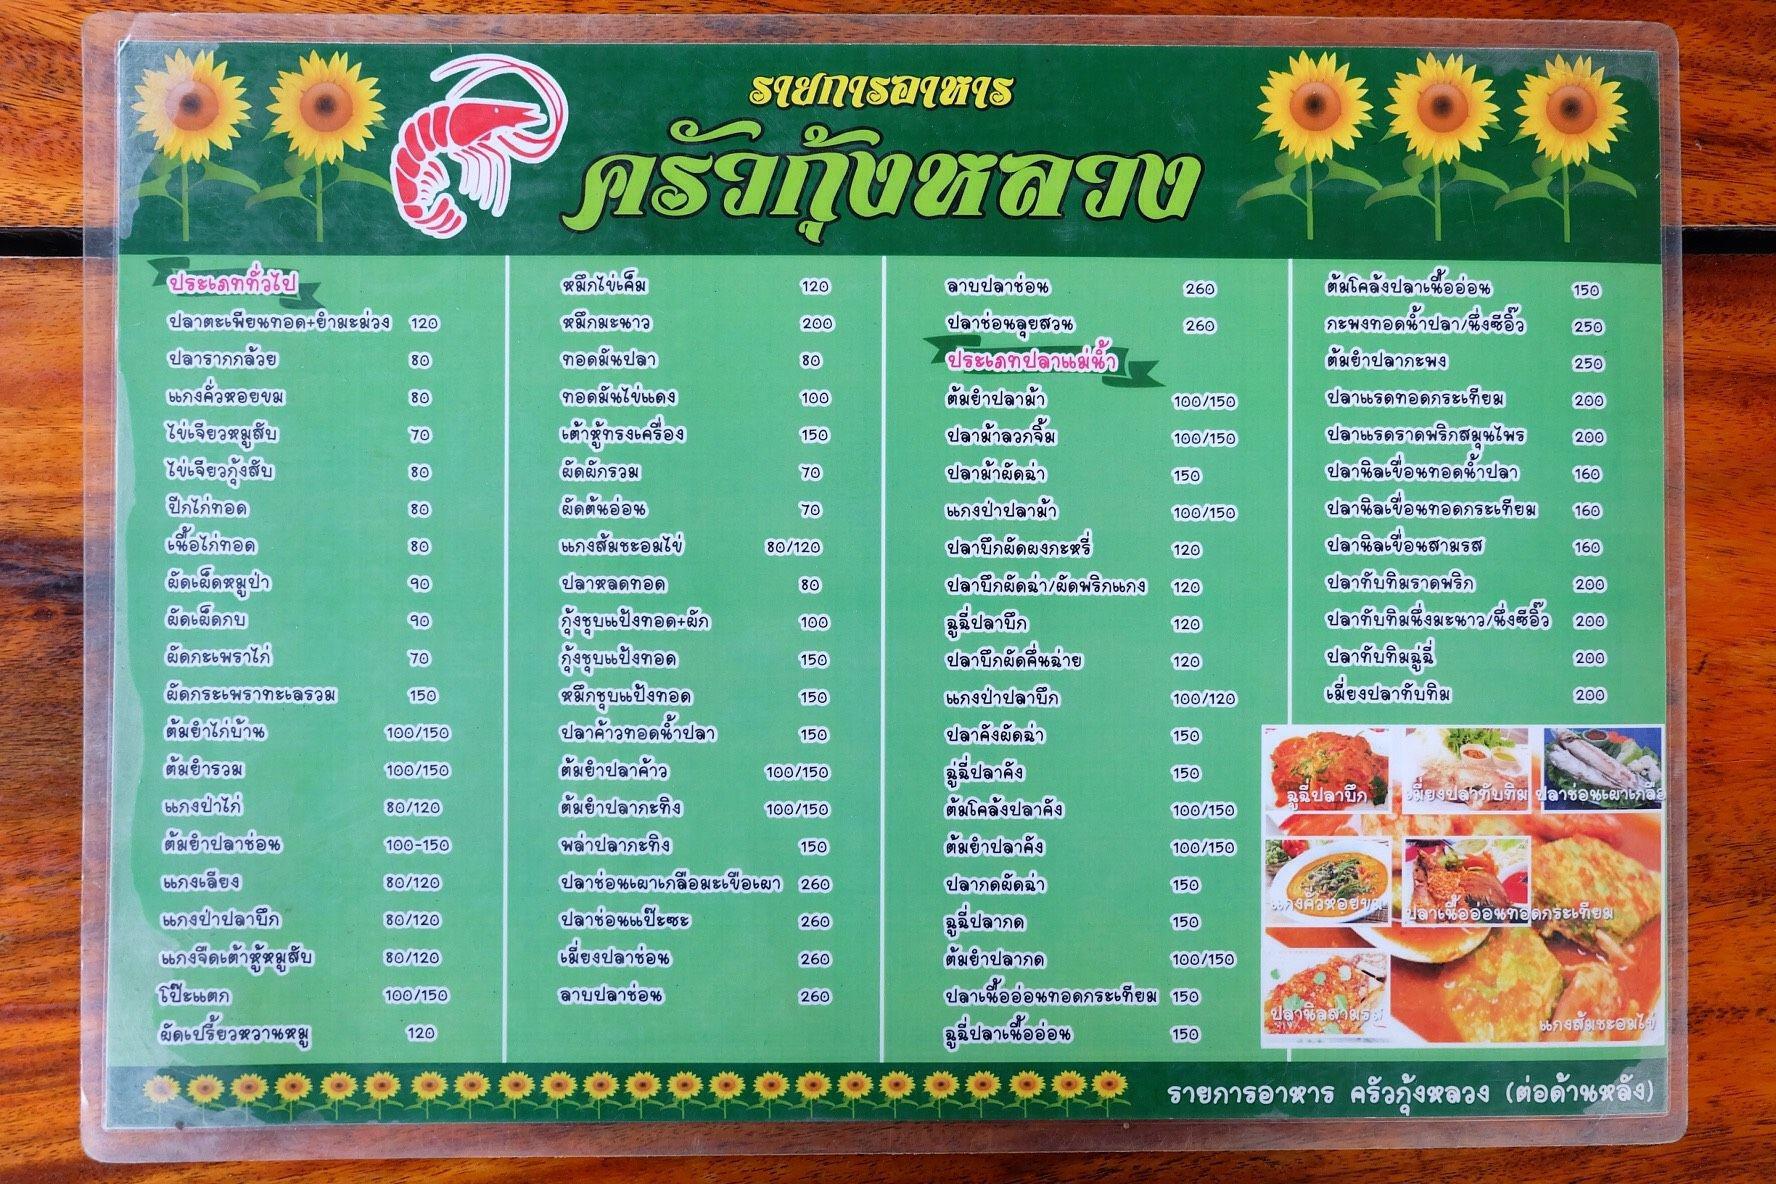 รายการอาหาร
ครัวกุ้งหลวง
ประเภททั่วไป
ปลาตะเพียนทอด+ยำมะม่วง 120
ปลารากกล้วย 80
แกงคั่วหอยขม 80
ไข่เจียวหมูสับ 70
ไข่เจียวกุ้งสับ 80
ปีกไก่ทอด 80
เนื้อไก่ทอด 80
ผัดเผ็ดหมูป่า 90
ผัดเผ็ดกบ 90
ผัดกะเพราไก่ 70
ผัดกระเพราทะเลรวม 150
ต้มยำไก่บ้าน 100/150
ต้มยำรวม 100/150
แกงป่าไก่ 80/120
ต้มยำปลาช่อน 100-150
แกงเลียง 80/120
แกงป่าปลาบึก 80/120
แกงจืดเต้าหู้หมูสับ 80/120
โป๊ะแตก 100/150
ผัดเปรี้ยวหวานหมู 120
หมึกไข่เค็ม 120
หมึกมะนาว 200
ทอดมันปลา 80
ทอดมันไข่แดง 100
เต้าหู้ทรงเครื่อง 150
ผัดผักรวม 70
ผัดต้นอ่อน 70
แกงส้มชะอมไข่ 80/120
ปลาหลดทอด 80
กุ้งชุบแป้งทอด+ผัก 100
กุ้งชุบแป้งทอด 150
หมึกชุบแป้งทอด 150
ปลาค้าวทอดน้ำปลา 150
ต้มยำปลาค้าว 100/150
ต้มยำปลากะทิง 100/150
พล่าปลากะทิง 150
ปลาช่อนเผาเกลือมะเขือเผา 260
ปลาช่อนแป๊ะซะ 260
เมี่ยงปลาช่อน 260
ลาบปลาช่อน 260
ลาบปลาช่อน 260
ปลาช่อนลุยสวน 260
ประเภทปลาแม่น้ำ
ต้มยำปลาม้า 100/150
ปลาม้าลวกจิ้ม 100/150
ปลาม้าผัดฉ่า 150
แกงป่าปลาม้า 100/150
ปลาบึกผัดผงกะหรี่ 120
ปลาบึกผัดฉ่า/ผัดพริกแกง 120
ฉู่ฉี่ปลาบึก 120
ปลาบึกผัดคื่นฉ่าย 120
แกงป่าปลาบึก 100/120
ปลาคังผัดฉ่า 150
ฉู่ฉี่ปลาคัง 150
ต้มโคล้งปลาคัง 100/150
ต้มยำปลาคัง 100/150
ปลากดผัดฉ่า 150
ฉู่ฉี่ปลากด 150
ต้มยำปลากด 100/150
ปลาเนื้ออ่อนทอดกระเทียม 150
ฉู่ฉี่ปลาเนื้ออ่อน 150
ต้มโคล้งปลาเนื้ออ่อน 150
กะพงทอดน้ำปลา/นึ่งซีอิ๊ว 250
ต้มยำปลากะพง 250
ปลาแรดทอดกระเทียม 200
ปลาแรดราดพริกสมุนไพร 200
ปลานิลเขื่อนทอดน้ำปลา 160
ปลานิลเขื่อนทอดกระเทียม 160
ปลานิลเขื่อนสามรส 160
ปลาทับทิมราดพริก 200
ปลาทับทิมนึ่งมะนาว/นึ่งซีอิ๊ว 200
ปลาทับทิมฉู่ฉี่ 200
เมี่ยงปลาทับทิม 200
ฉู่ฉี่ปลาบึก เมี่ยงปลาทับทิม ปลาช่อนเผาเกลือ
แกงคั่วหอยขม ปลาเนื้ออ่อนทอดกระเทียม
ปลานิลสามรส แกงส้มชะอมไข่
รายการอาหาร ครัวกุ้งหลวง (ต่อด้านหลัง)